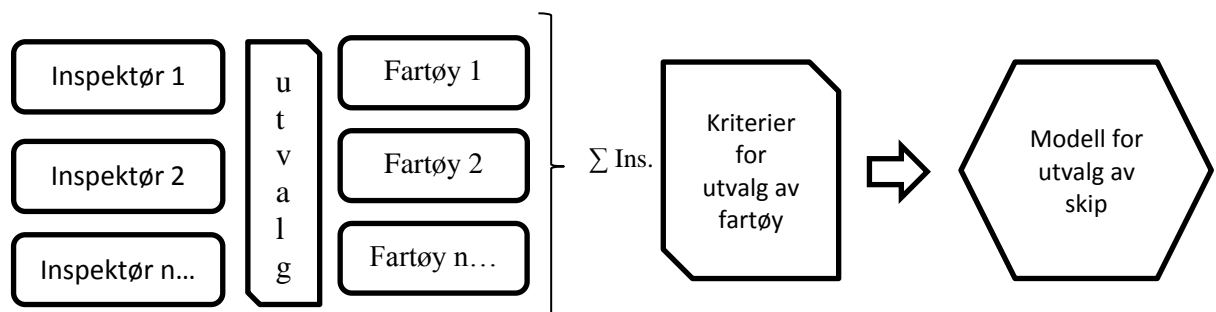 Inspektør 1
Inspektør 2
Inspektør n...
u
t
v
a
l
g
Fartøy 1
Fartøy 2
Fartøy n…
∑ Ins.
Kriterier
for
utvalg av
fartøy
Modell for
utvalg av
skip